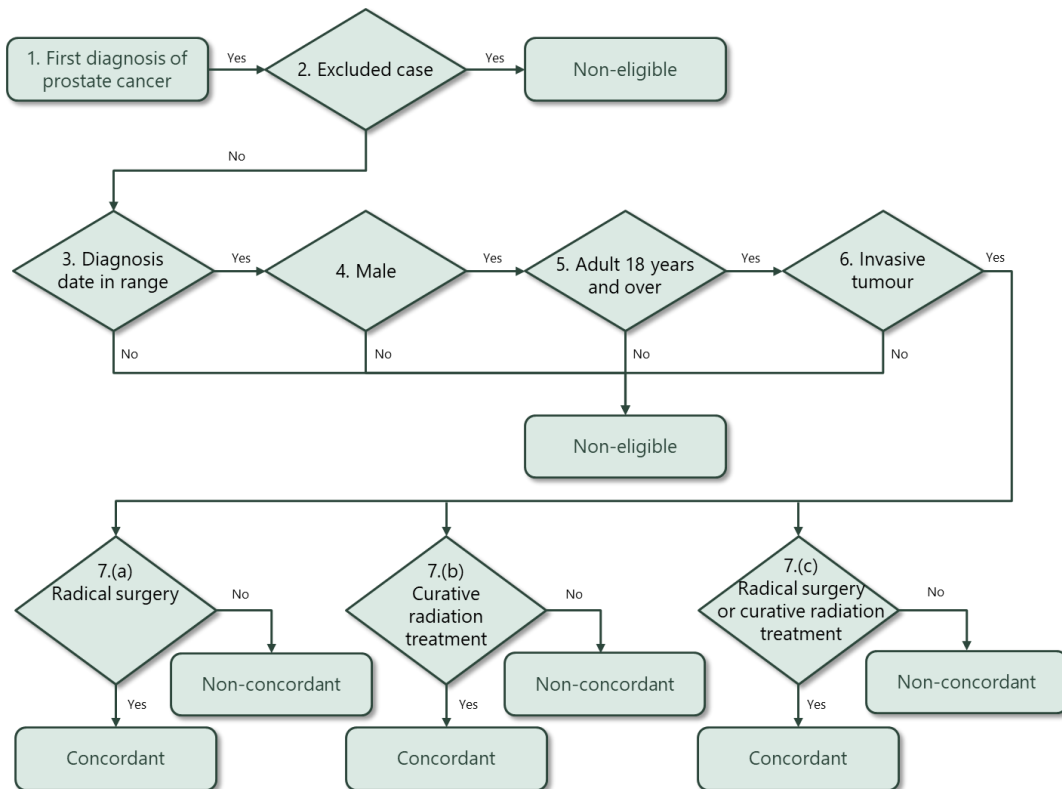 1. First diagnosis of
prostate cancer
Yes
2. Excluded case
Yes
Non-eligible
No
3. Diagnosis
date in range
Yes
4. Male
Yes
5. Adult 18 years
and over
Yes
6. Invasive
tumour
Yes
No
No
No
No
Non-eligible
7.(a)
Radical surgery
No
Non-concordant
Yes
Concordant
7.(b)
Curative
radiation
treatment
No
Non-concordant
Yes
Concordant
7.(c)
Radical surgery
or curative radiation
treatment
No
Non-concordant
Yes
Concordant